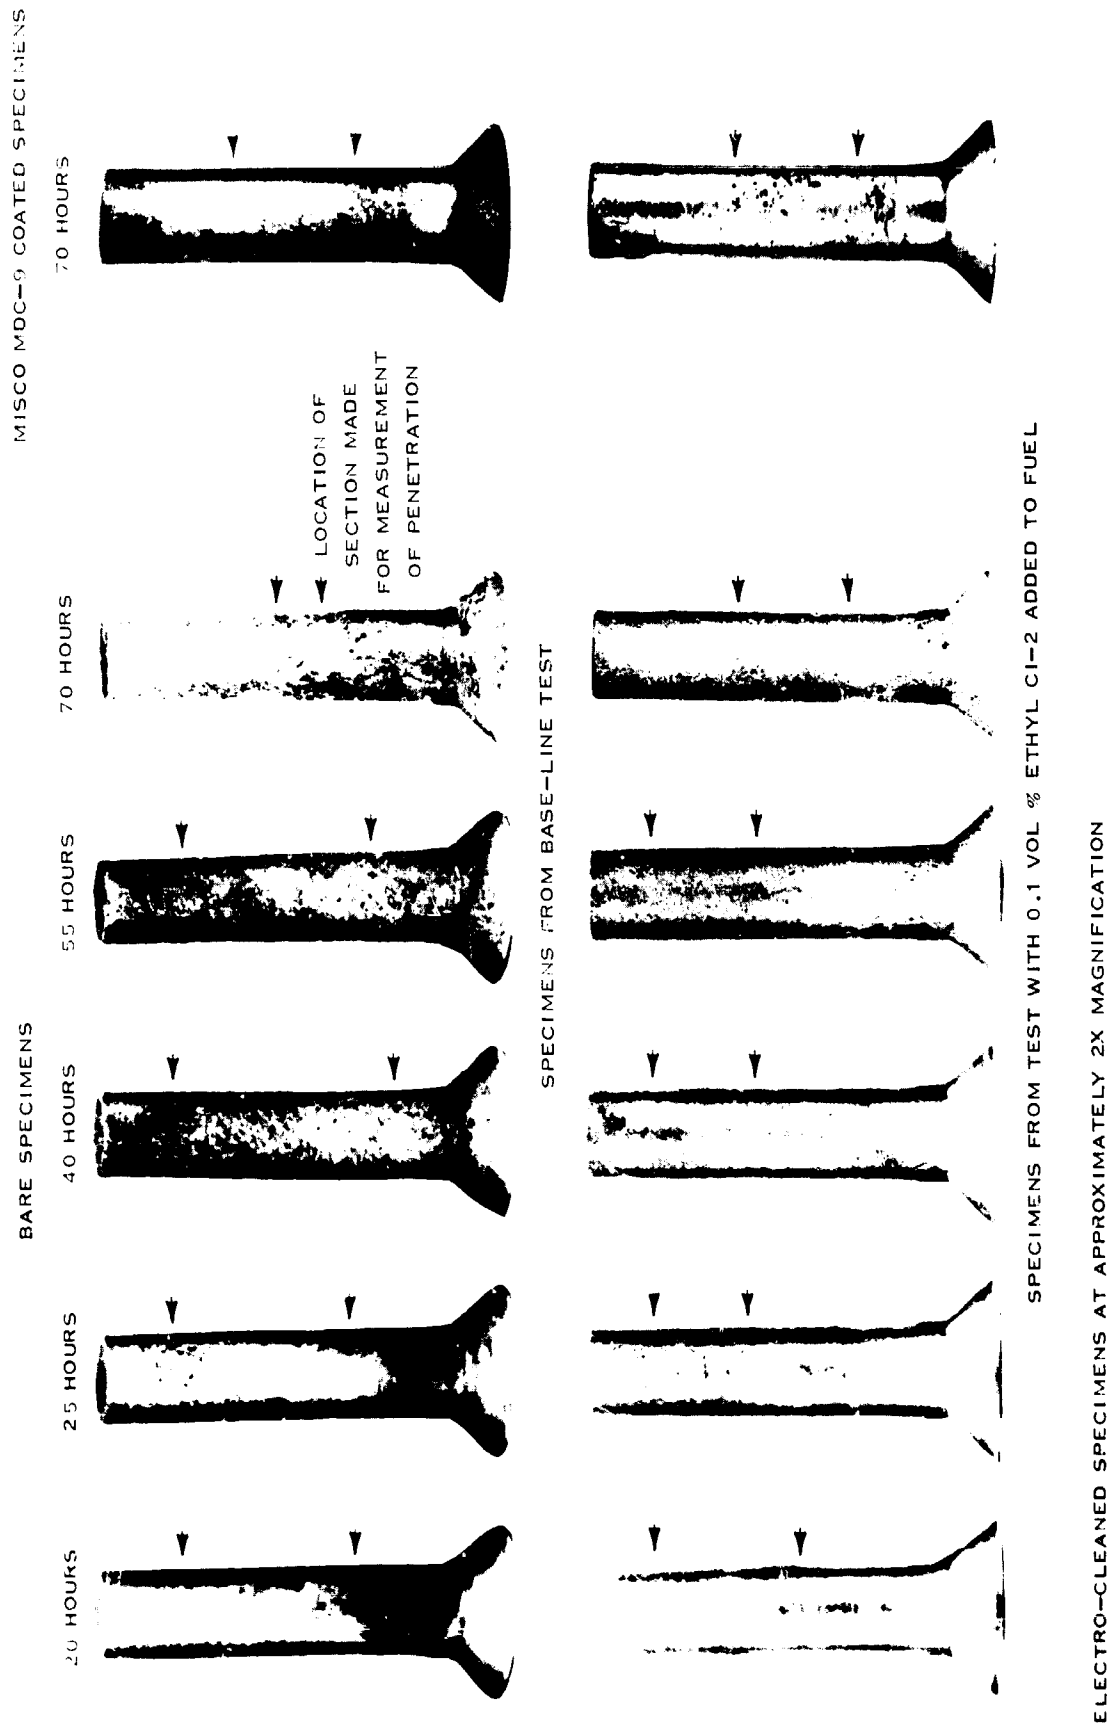 BARE SPECIMENS
MISCO MDC-9 COATED SPECIMENS
20 HOURS
25 HOURS
40 HOURS
55 HOURS
70 HOURS
70 HOURS
LOCATION OF
SECTION MADE
FOR MEASUREMENT
OF PENETRATION
SPECIMENS FROM BASE-LINE TEST
SPECIMENS FROM TEST WITH 0.1 VOL % ETHYL CI-2 ADDED TO FUEL
ELECTRO-CLEANED SPECIMENS AT APPROXIMATELY 2X MAGNIFICATION